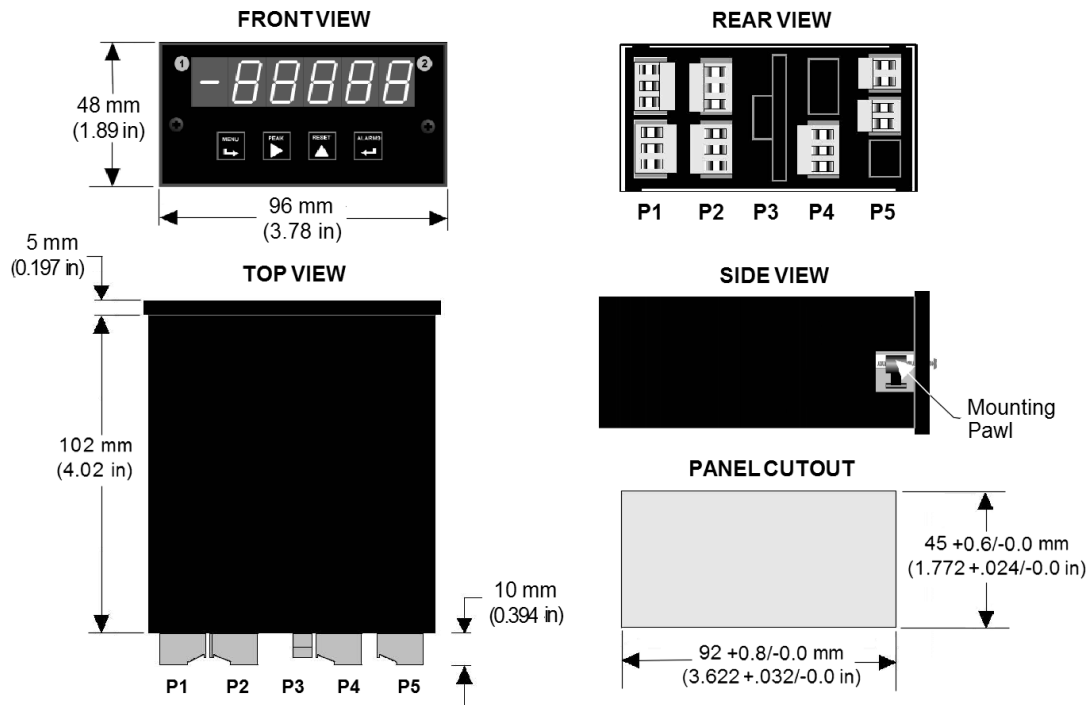 FRONT VIEW
1
2
-88888
48 mm
(1.89 in)
MENU
PEAK
RESET
ALARMS
96 mm
(3.78 in)
REAR VIEW
P1 P2 P3 P4 P5
5 mm
(0.197 in)
TOP VIEW
102 mm
(4.02 in)
10 mm
(0.394 in)
P1 P2 P3 P4 P5
SIDE VIEW
Mounting
Pawl
PANEL CUTOUT
45 +0.6/-0.0 mm
(1.772 +.024/-0.0 in)
92 +0.8/-0.0 mm
(3.622 +.032/-0.0 in)